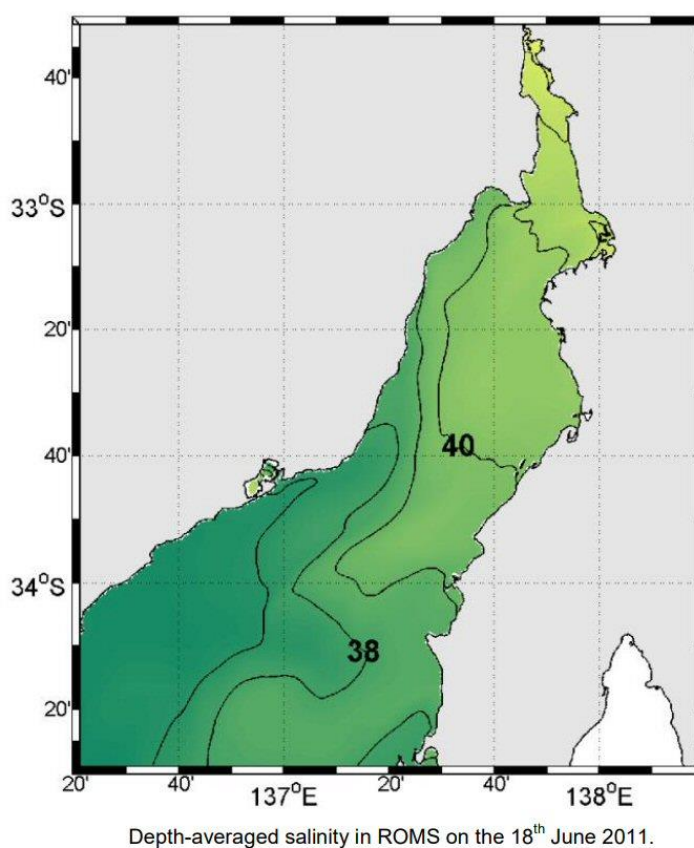 40'
33°S
20'
40
40'
34°S
38
20'
20' 40' 137°E 20' 40' 138°E
Depth-averaged salinity in ROMS on the 18th June 2011.